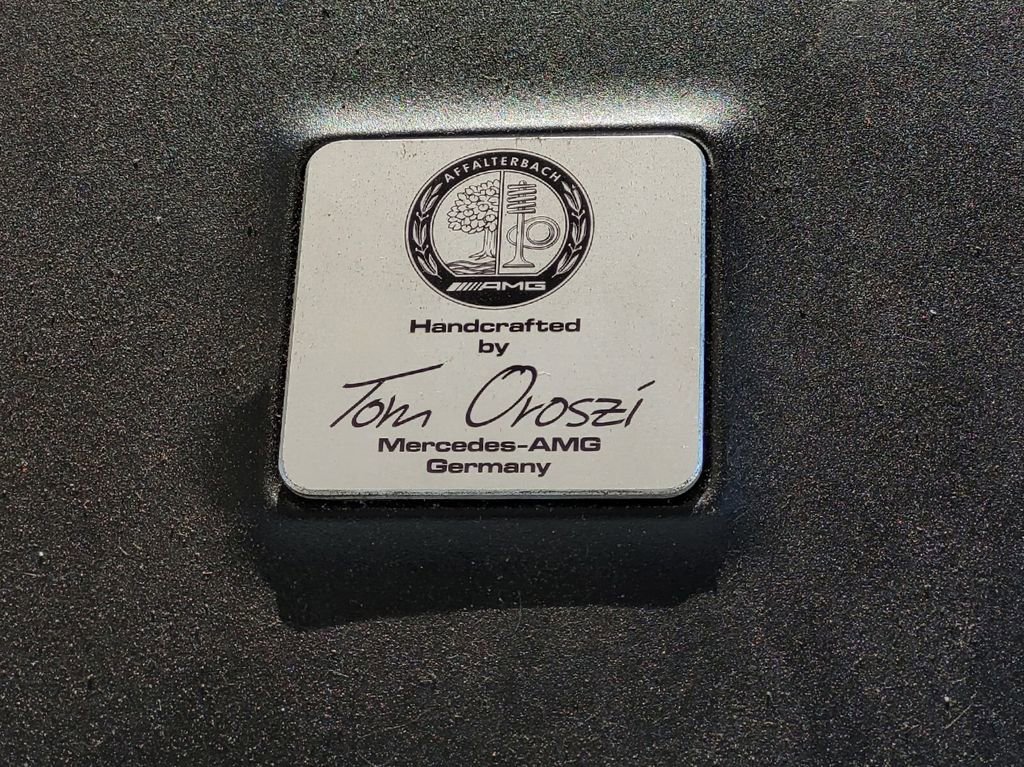 AFFALTERBACH
AMG
Handcrafted
by
Tom Oroszi
Mercedes-AMG
Germany